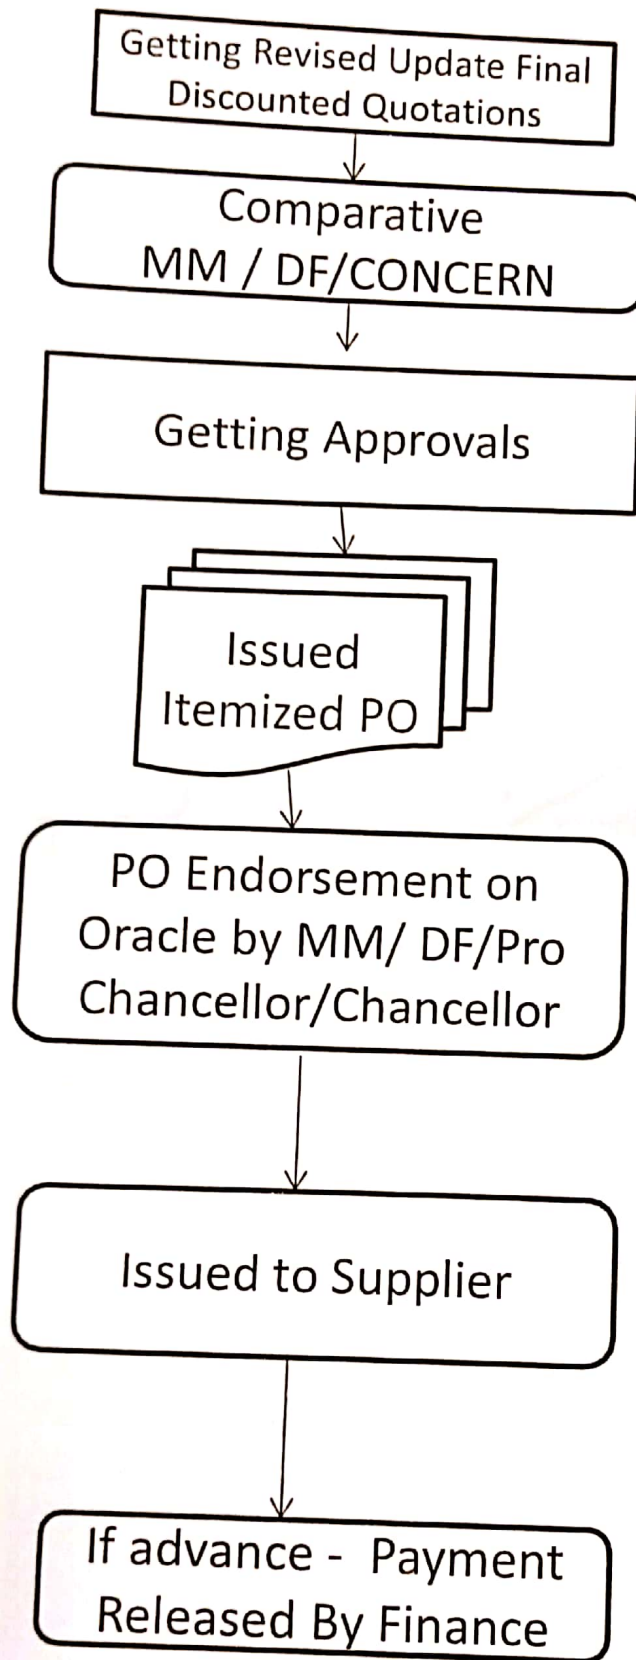 Getting Revised Update Final
Discounted Quotations
Comparative
MM / DF/CONCERN
Getting Approvals
Issued
Itemized PO
PO Endorsement on
Oracle by MM/ DF/Pro
Chancellor/Chancellor
Issued to Supplier
If advance - Payment
Released By Finance